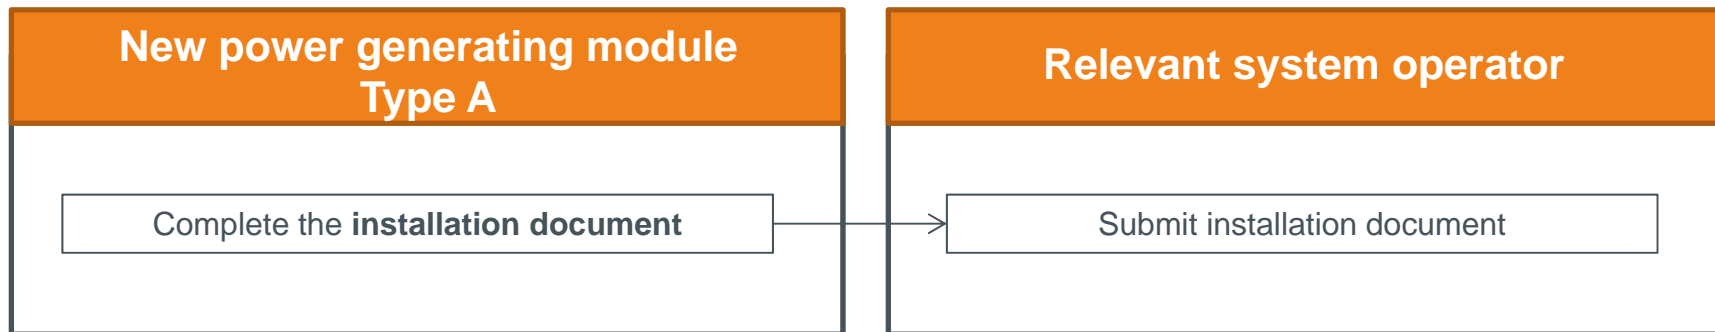 New power generating module
Type A
Relevant system operator
Complete the installation document
Submit installation document